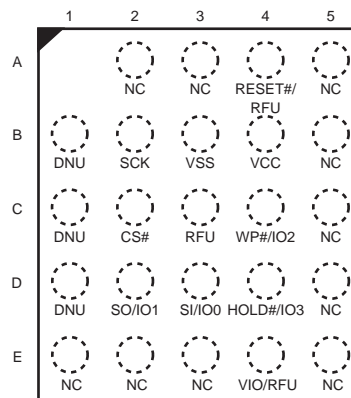 1 2 3 4 5
A
NC NC RESET#/ NC
RFU
B
DNU SCK VSS VCC NC
C
DNU CS# RFU WP#/IO2 NC
D
DNU SO/IO1 SI/IO0 HOLD#/IO3 NC
E
NC NC NC VIO/RFU NC